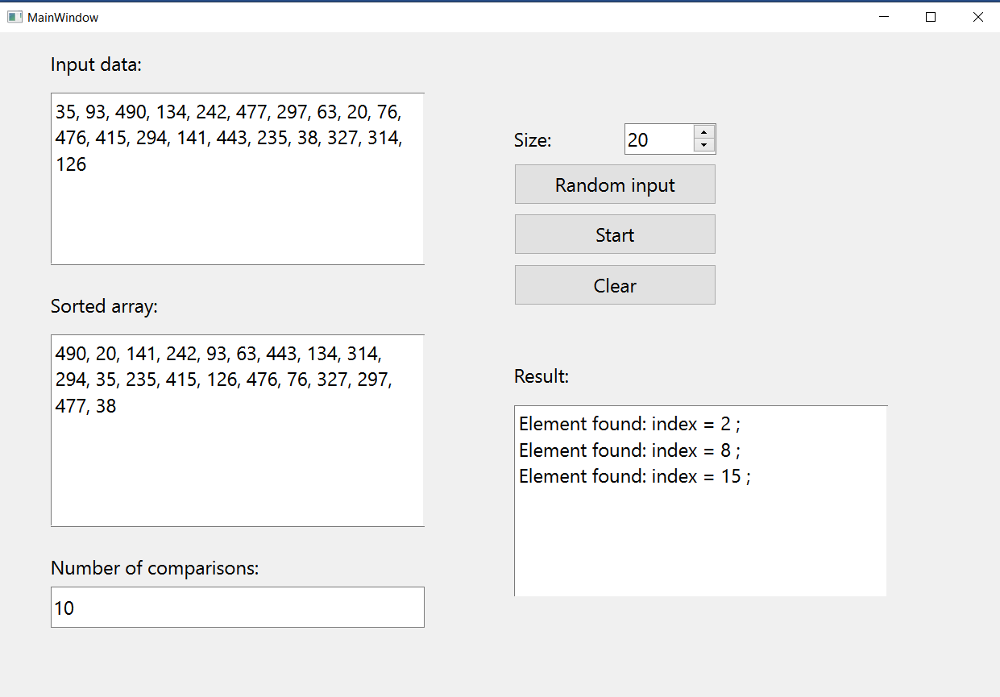 MainWindow
Input data:
35, 93, 490, 134, 242, 477, 297, 63, 20, 76,
476, 415, 294, 141, 443, 235, 38, 327, 314,
126
Size:
20
Random input
Start
Clear
Sorted array:
490, 20, 141, 242, 93, 63, 443, 134, 314,
294, 35, 235, 415, 126, 476, 76, 327, 297,
477, 38
Result:
Element found: index = 2 ;
Element found: index = 8 ;
Element found: index = 15 ;
Number of comparisons:
10